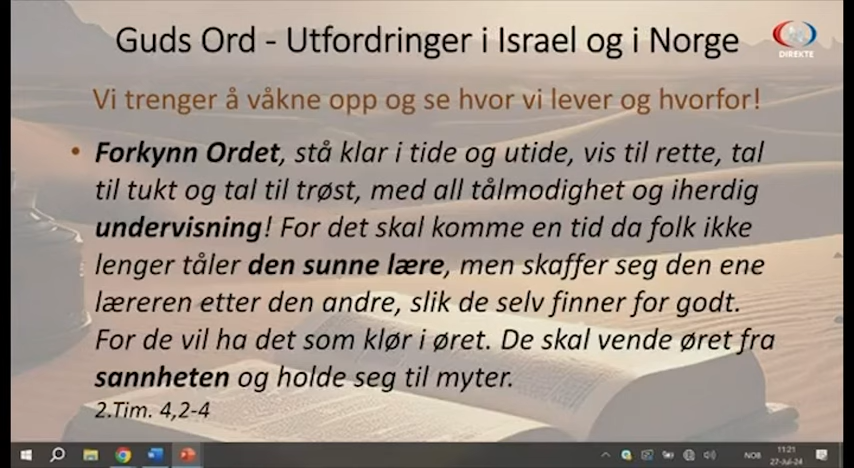 Guds Ord - Utfordringer i Israel og i Norge
DIREKTE
Vi trenger å våkne opp og se hvor vi lever og hvorfor!
• Forkynn Ordet, stå klar i tide og utide, vis til rette, tal
til tukt og tal til trøst, med all tålmodighet og iherdig
undervisning! For det skal komme en tid da folk ikke
lenger tåler den sunne lære, men skaffer seg den ene
læreren etter den andre, slik de selv finner for godt.
For de vil ha det som klør i øret. De skal vende øret fra
sannheten og holde seg til myter.
2.Tim. 4,2-4
NOB
11:21
27-Jul-24